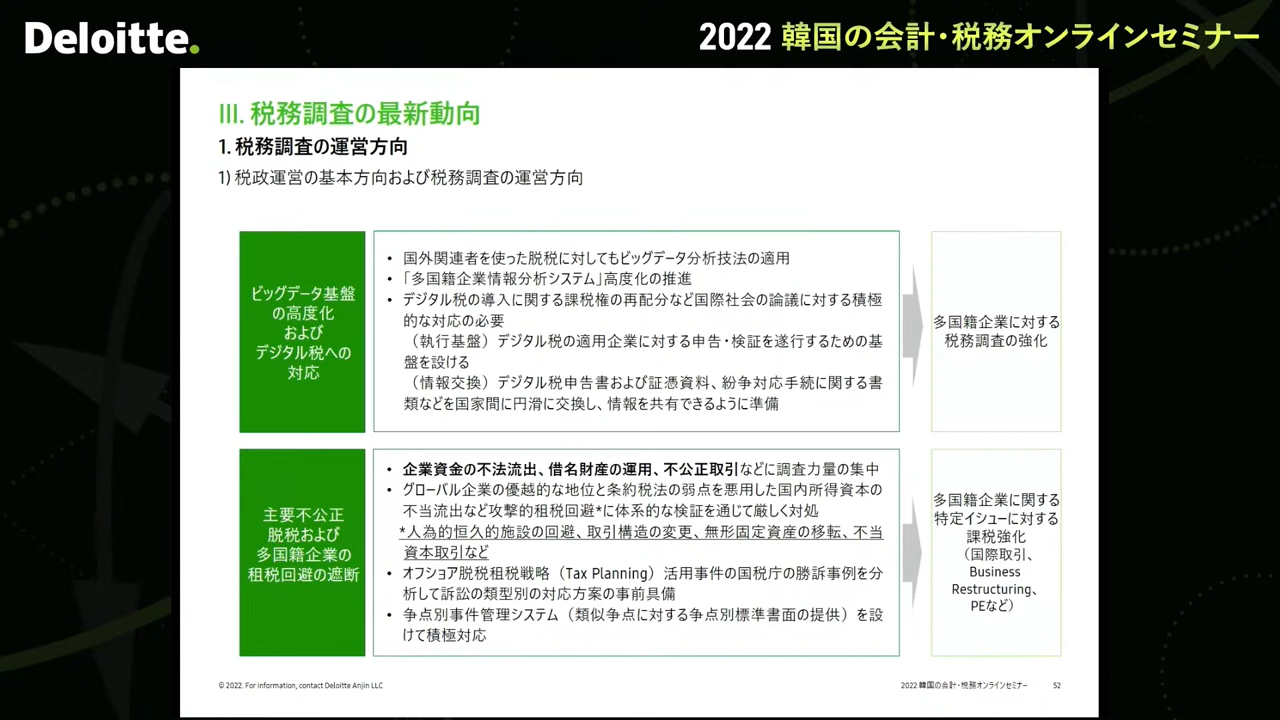 Deloitte.
2022 韓国の会計・税務オンラインセミナー
III. 税務調査の最新動向
1. 税務調査の運営方向
1) 税政運営の基本方向および税務調査の運営方向
ビッグデータ基盤
の高度化
および
デジタル税への
対応
• 国外関連者を使った脱税に対してもビッグデータ分析技法の適用
• 「多国籍企業情報分析システム」高度化の推進
• デジタル税の導入に関する課税権の再配分など国際社会の論議に対する積極
的な対応の必要
（執行基盤）デジタル税の適用企業に対する申告・検証を遂行するための基
盤を設ける
（情報交換）デジタル税申告書および証憑資料、紛争対応手続に関する書
類などを国家間に円滑に交換し、情報を共有できるように準備
多国籍企業に対する
税務調査の強化
主要不公正
脱税および
多国籍企業の
租税回避の遮断
• 企業資金の不法流出、借名財産の運用、不公正取引などに調査力量の集中
• グローバル企業の優越的な地位と条約税法の弱点を悪用した国内所得資本の
不当流出など攻撃的租税回避*に体系的な検証を通じて厳しく対処
*人為的恒久的施設の回避、取引構造の変更、無形固定資産の移転、不当
資本取引など
• オフショア脱税租税戦略（Tax Planning）活用事件の国税庁の勝訴事例を分
析して訴訟の類型別の対応方案の事前具備
• 争点別事件管理システム（類似争点に対する争点別標準書面の提供）を設
けて積極対応
多国籍企業に関する
特定イシューに対する
課税強化
（国際取引、
Business
Restructuring、
PEなど）
© 2022. For information, contact Deloitte Anjin LLC
2022 韓国の会計・税務オンラインセミナー 52